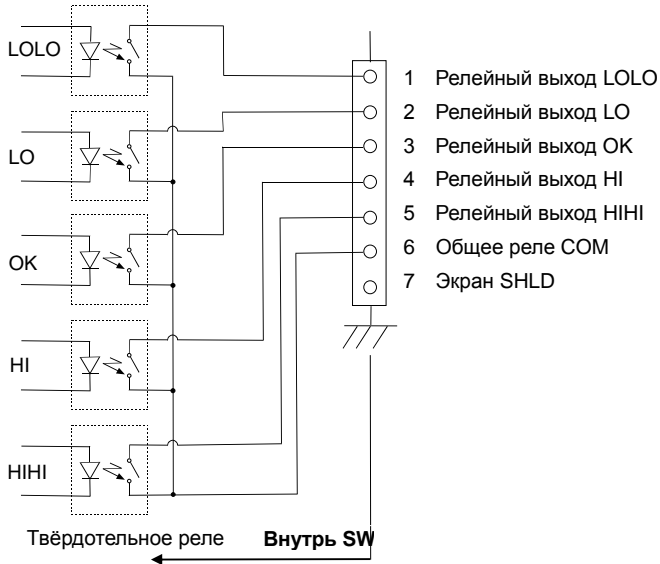 LOLO
LO
OK
HI
HIHI
1 Релейный выход LOLO
2 Релейный выход LO
3 Релейный выход OK
4 Релейный выход HI
5 Релейный выход HIHI
6 Общее реле COM
7 Экран SHLD
Твёрдотельное реле Внутрь SW